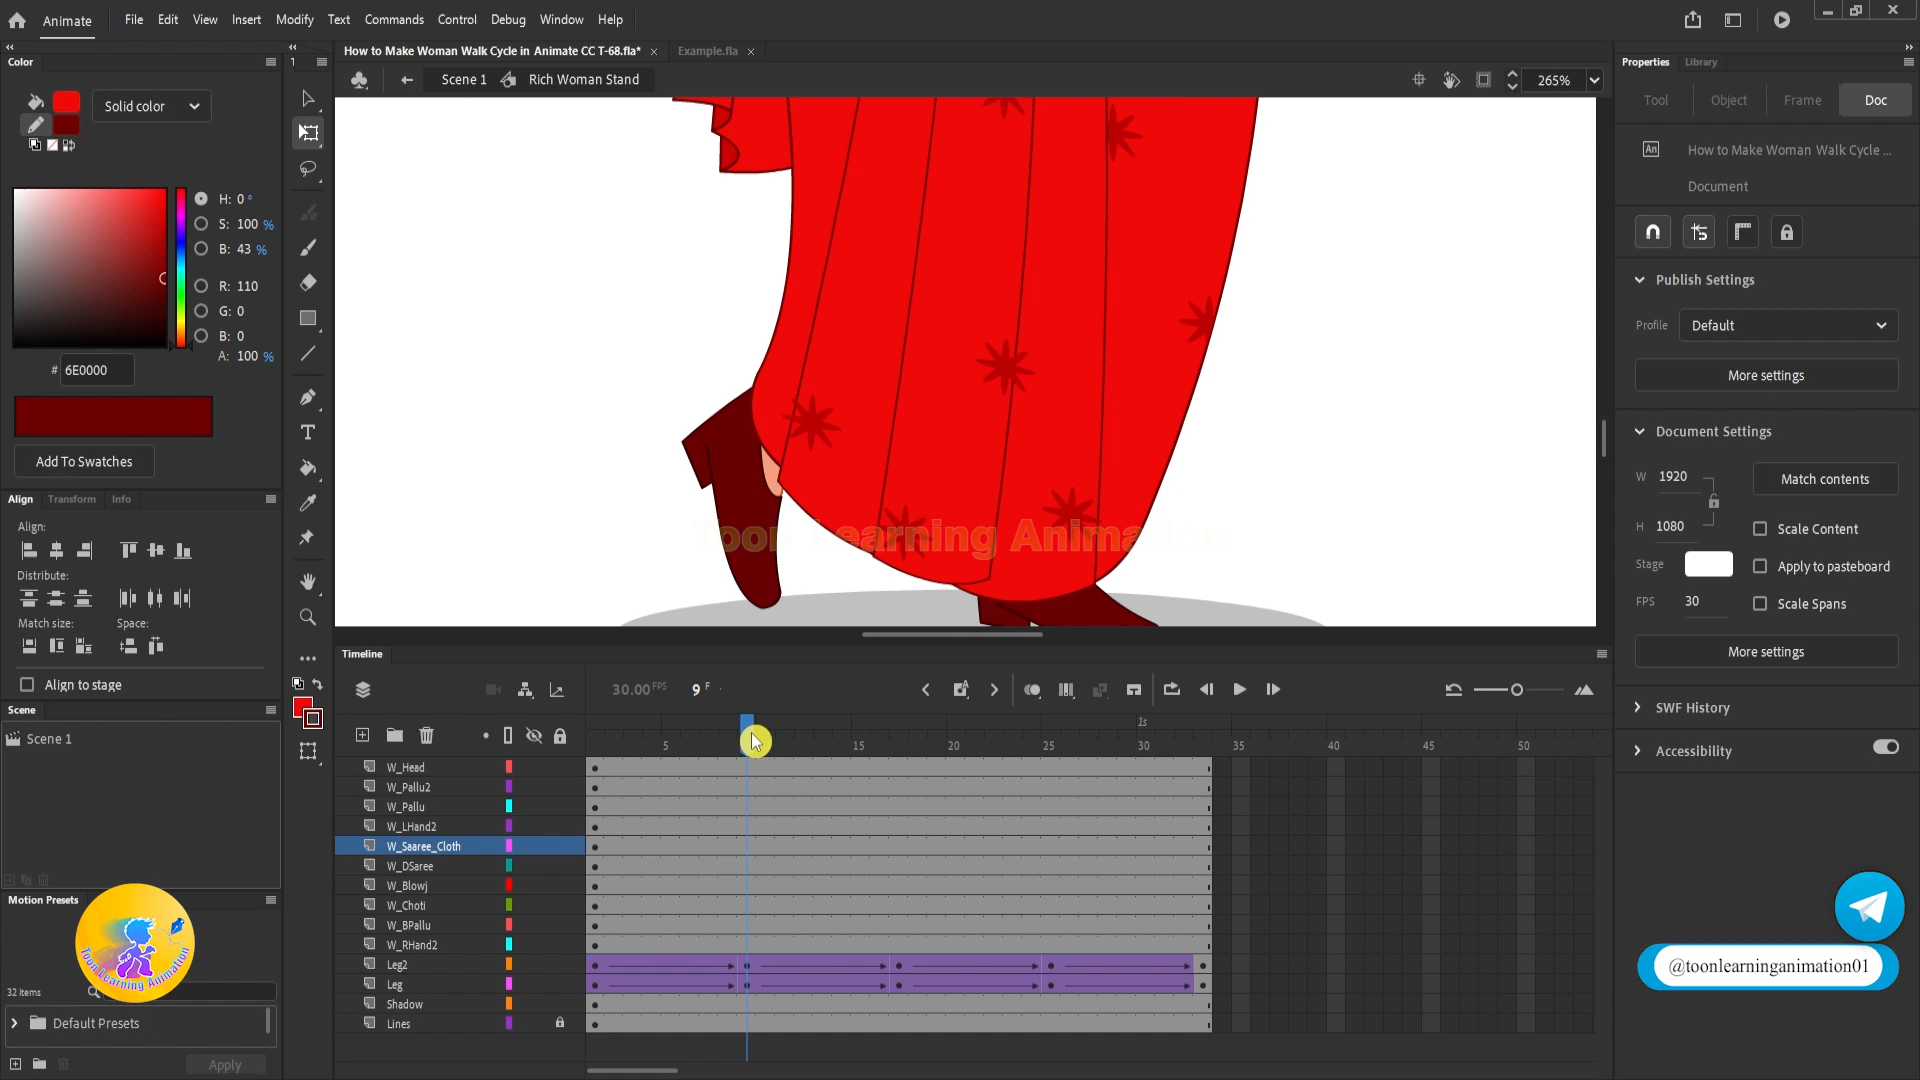 Animate
File Edit View Insert Modify Text Commands Control Debug Window Help
Color
How to Make Woman Walk Cycle in Animate CC T-68.fla*
Example.fla
Scene 1
Rich Woman Stand
265%
Properties
Library
Tool
Object
Frame
Doc
Solid color
H: 0 °
S: 100 %
B: 43 %
R: 110
G: 0
B: 0
A: 100 %
# 6E0000
Add To Swatches
An
How to Make Woman Walk Cycle ...
Document
Publish Settings
Profile
Default
More settings
Document Settings
W 1920
Match contents
H 1080
Scale Content
Stage
Apply to pasteboard
FPS 30
Scale Spans
More settings
SWF History
Accessibility
Align
Transform
Info
Align:
Distribute:
Match size:
Space:
Align to stage
Scene
Scene 1
Toon Learning Animation
Timeline
30.00 FPS
9 F
1s
5 15 20 25 30 35 40 45 50
W_Head
W_Pallu2
W_Pallu
W_LHand2
W_Saaree_Cloth
W_DSaree
W_Blowj
W_Choti
W_BPallu
W_RHand2
Leg2
Leg
Shadow
Lines
Motion Presets
Toon Learning Animation
32 items
Default Presets
Apply
@toonlearninganimation01